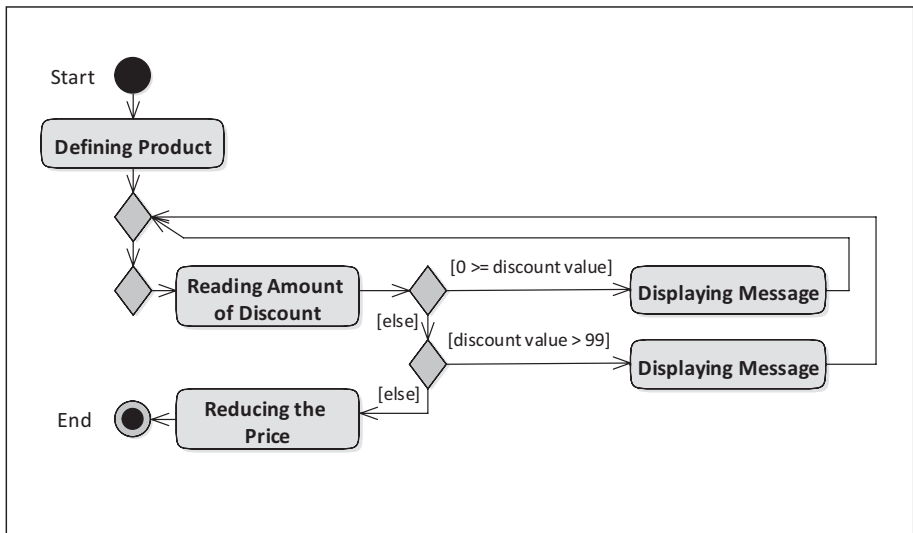 Start
Defining Product
[0 >= discount value]
Reading Amount
of Discount
Displaying Message
[else]
[discount value > 99]
Displaying Message
[else]
End
Reducing the
Price